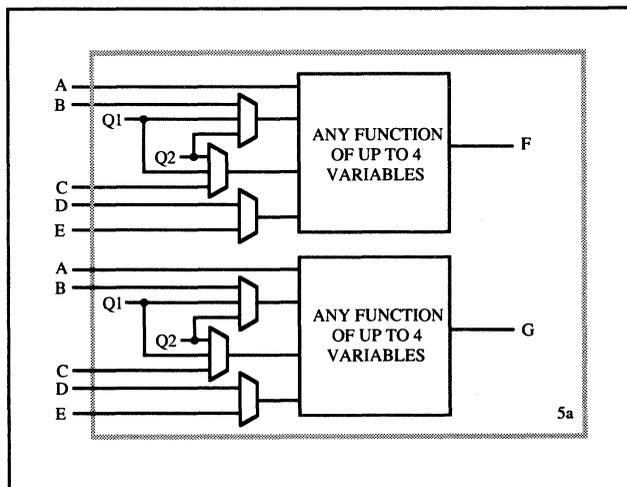 A
B
Q1
Q2
C
D
E
ANY FUNCTION
OF UP TO 4
VARIABLES
F
A
B
Q1
Q2
C
D
E
ANY FUNCTION
OF UP TO 4
VARIABLES
G
5a